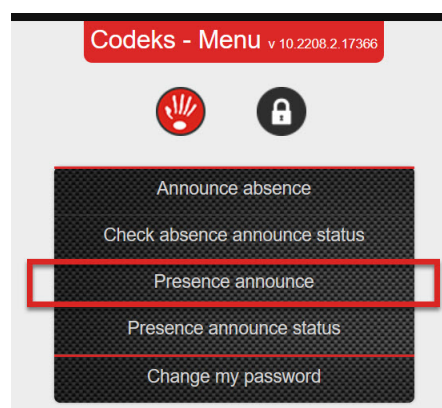 Codeks - Menu v 10.2208.2.17366
Announce absence
Check absence announce status
Presence announce
Presence announce status
Change my password